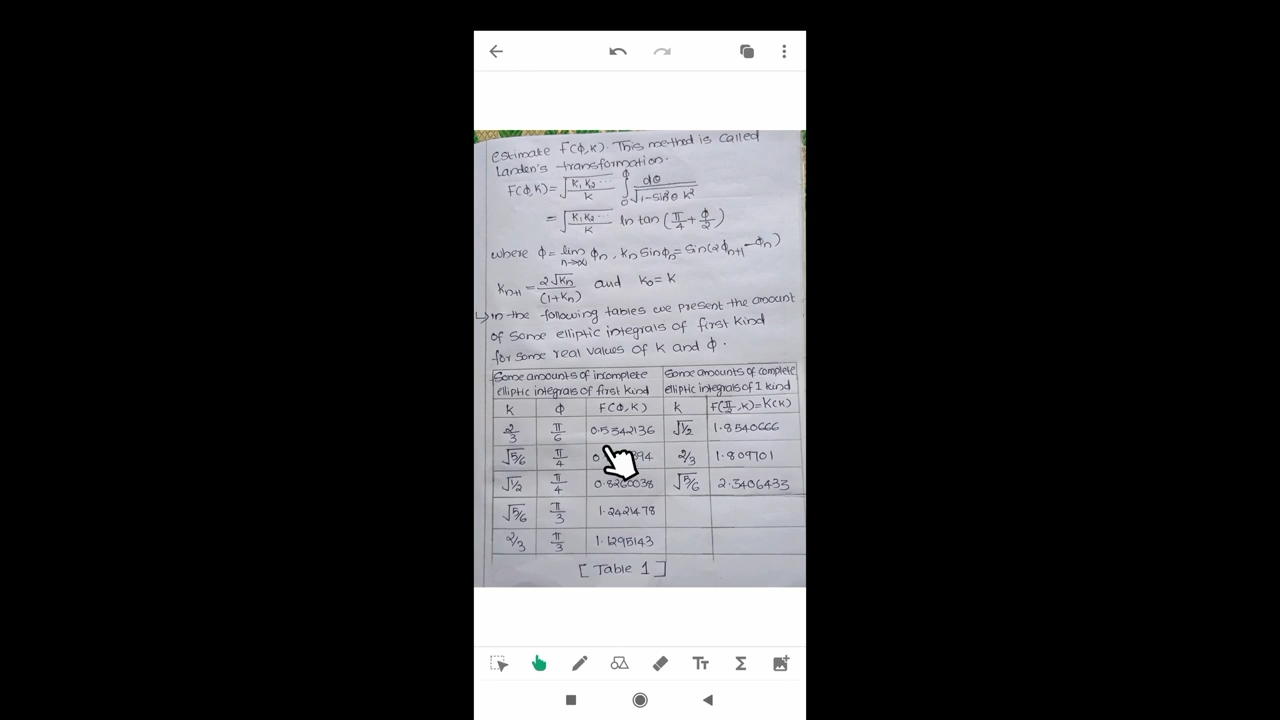 estimate F(Φ,K). This method is called
Landen's transformation.
F(Φ,K) = √(K₁K₂···/K) ∫₀^Φ dθ/√(1-sin²θ K²)
= √(K₁K₂···/K) ln tan (π/4 + Φ/2)
where Φ = lim n→∞ Φn, Kn SinΦn = Sin(2Φn+1 - Φn)
Kn+1 = 2√Kn/(1+Kn) and K₀ = K
↳ In the following tables we present the amount
of Some elliptic integrals of first kind
for some real values of K and Φ.
Some amounts of incomplete elliptic integrals of first kind
Some amounts of complete elliptic integrals of 1 kind
K Φ F(Φ,K) K F(π/2,K)=K(K)
2/3 π/6 0.5342136 √1/2 1.8540666
√5/6 π/4 2/3 1.809701
√1/2 π/4 0.8260038 √5/6 2.3406433
√5/6 π/3 1.2421478
2/3 π/3 1.1295143
[Table 1]
Tт
Σ